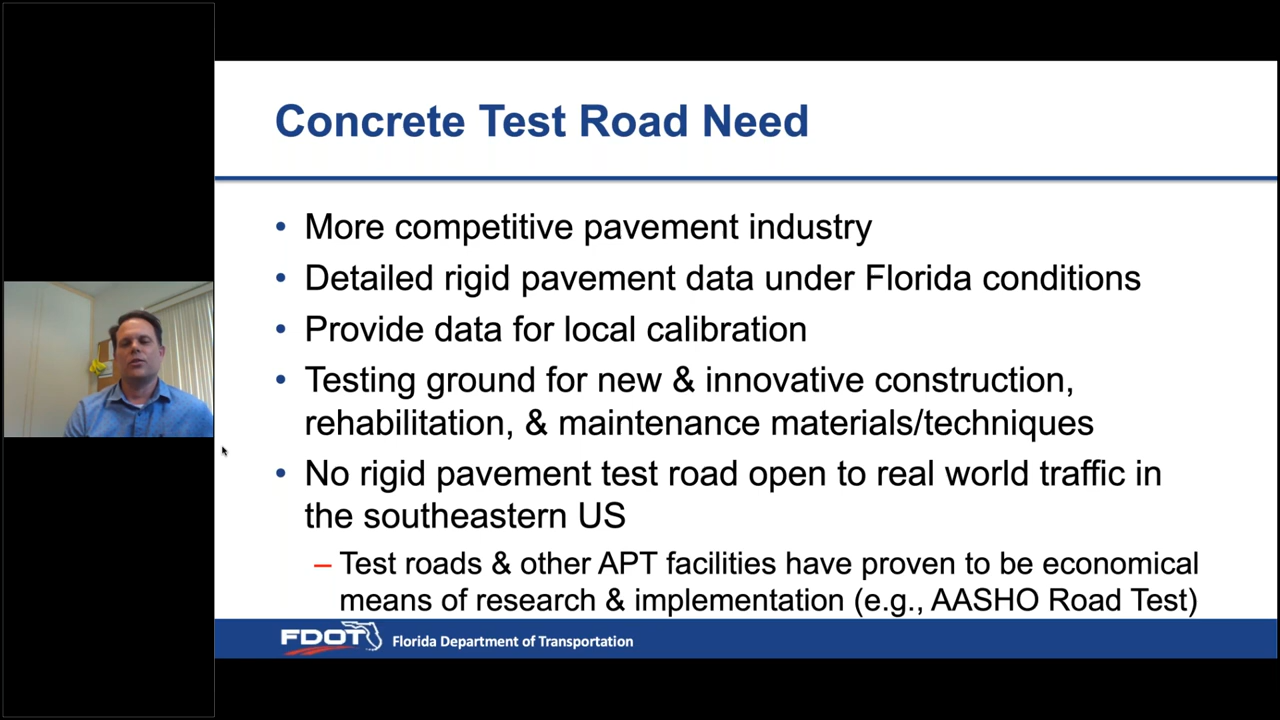 Concrete Test Road Need
• More competitive pavement industry
• Detailed rigid pavement data under Florida conditions
• Provide data for local calibration
• Testing ground for new & innovative construction,
rehabilitation, & maintenance materials/techniques
• No rigid pavement test road open to real world traffic in
the southeastern US
– Test roads & other APT facilities have proven to be economical
means of research & implementation (e.g., AASHO Road Test)
FDOT Florida Department of Transportation